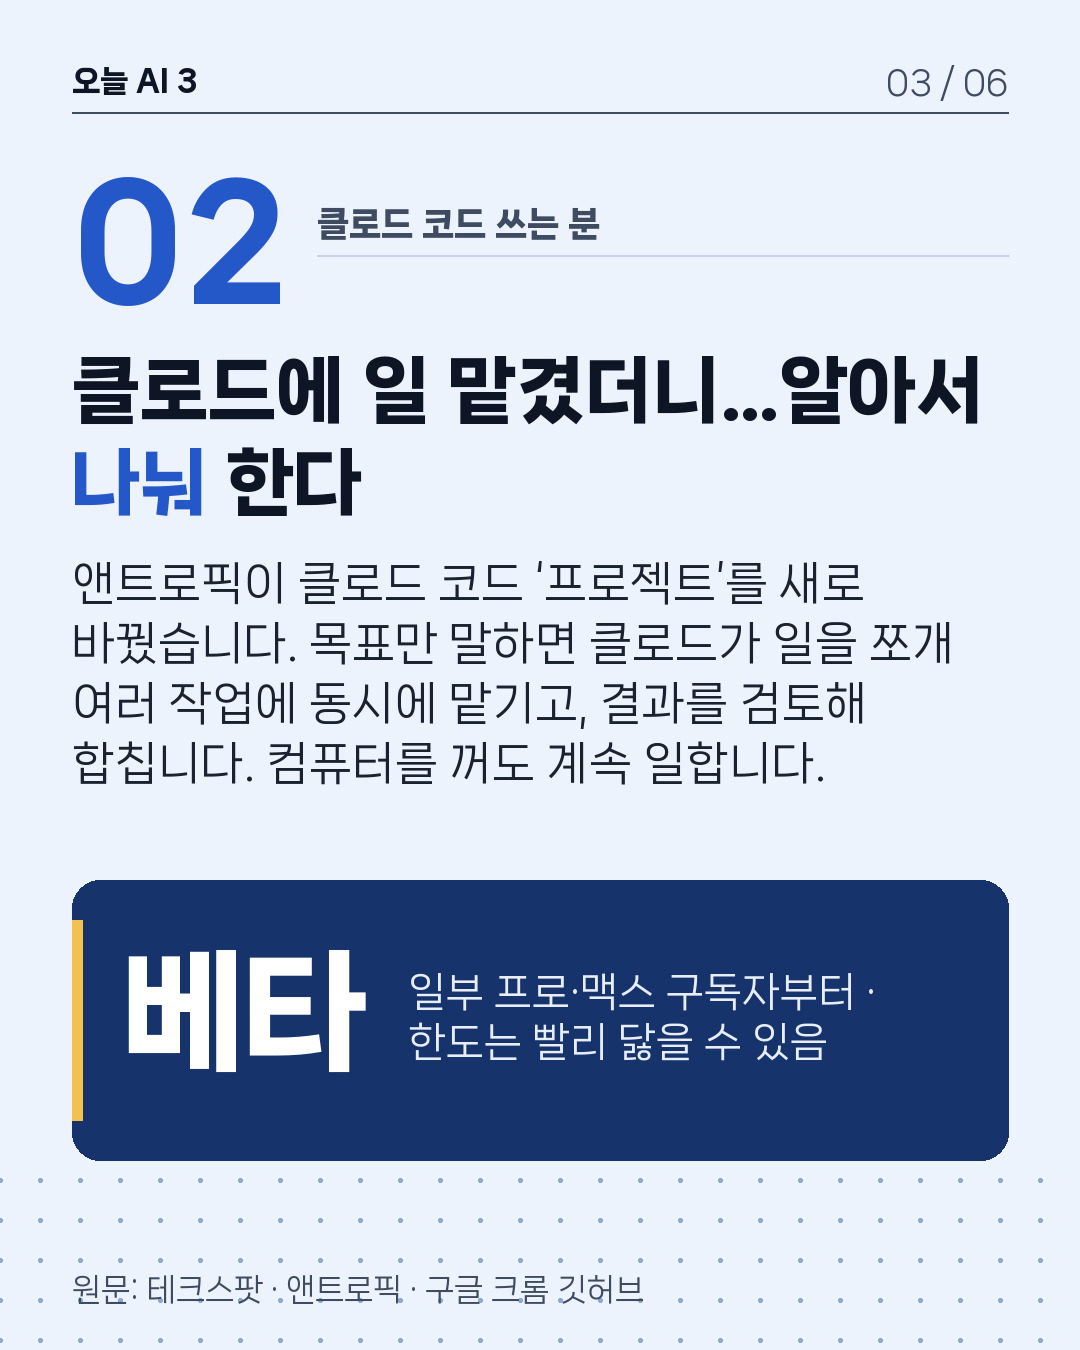 오늘 AI 3
03 / 06
02
클로드 코드 쓰는 분
클로드에 일 맡겼더니…알아서
나눠 한다
앤트로픽이 클로드 코드 ‘프로젝트’를 새로
바꿨습니다. 목표만 말하면 클로드가 일을 쪼개
여러 작업에 동시에 맡기고, 결과를 검토해
합칩니다. 컴퓨터를 꺼도 계속 일합니다.
베타
일부 프로·맥스 구독자부터 ·
한도는 빨리 닳을 수 있음
원문: 테크스팟 · 앤트로픽 · 구글 크롬 깃허브